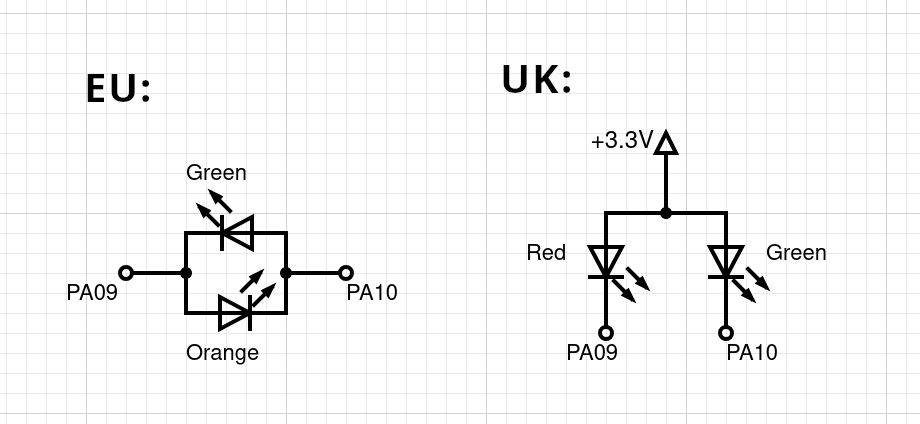 EU:
Green
PA09
PA10
Orange
UK:
+3.3V
Red
Green
PA09
PA10